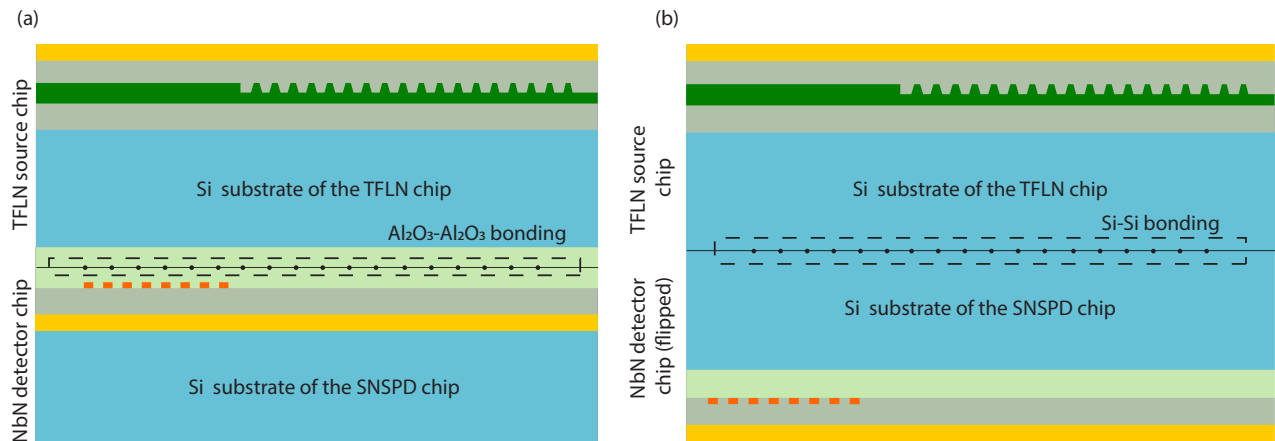 (a)
TFLN source chip
Si substrate of the TFLN chip
Al₂O₃-Al₂O₃ bonding
NbN detector chip
Si substrate of the SNSPD chip
(b)
TFLN source
chip
Si substrate of the TFLN chip
Si-Si bonding
NbN detector
chip (flipped)
Si substrate of the SNSPD chip